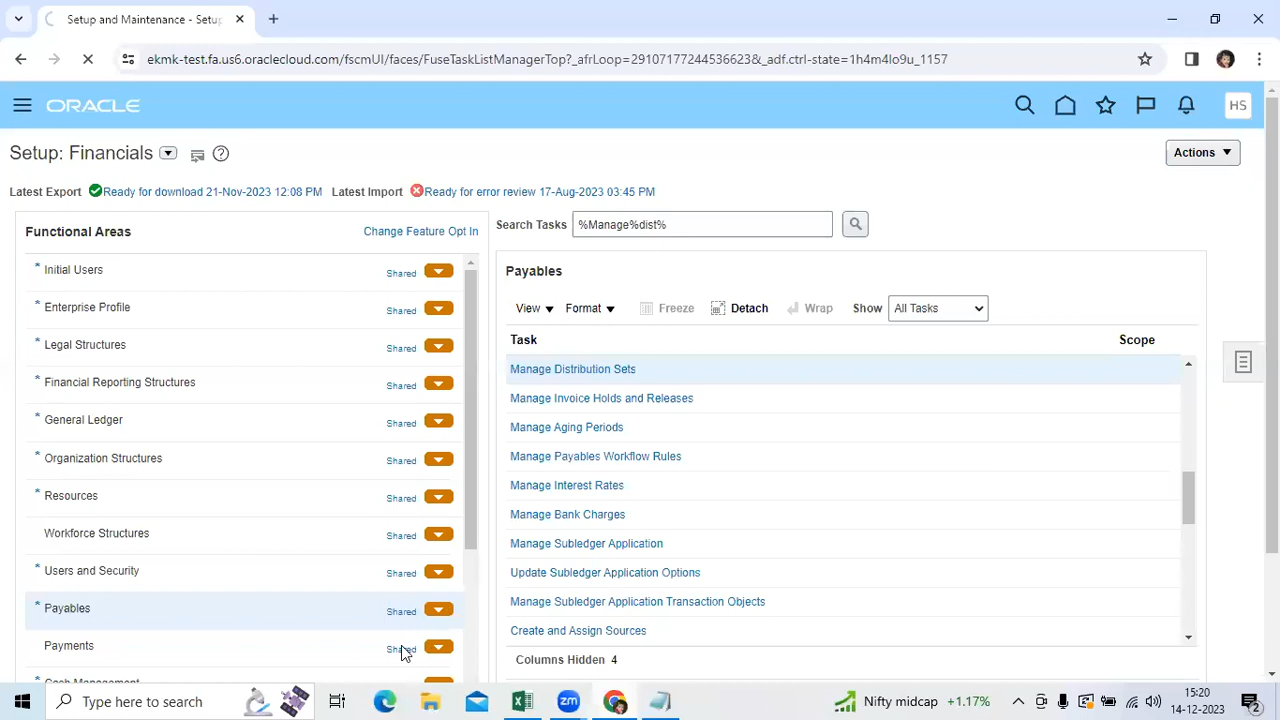 Setup and Maintenance - Setu
ekmk-test.fa.us6.oraclecloud.com/fscmUI/faces/FuseTaskListManagerTop?_afrLoop=29107177244536623&_adf.ctrl-state=1h4m4lo9u_1157
ORACLE
HS
Setup: Financials
Actions
Latest Export Ready for download 21-Nov-2023 12:08 PM Latest Import Ready for error review 17-Aug-2023 03:45 PM
Functional Areas
Change Feature Opt In
* Initial Users Shared
* Enterprise Profile Shared
* Legal Structures Shared
* Financial Reporting Structures Shared
* General Ledger Shared
* Organization Structures Shared
* Resources Shared
Workforce Structures Shared
* Users and Security Shared
* Payables Shared
Payments Shared
Cash Management
Search Tasks %Manage%dist%
Payables
View Format Freeze Detach Wrap Show All Tasks
Task Scope
Manage Distribution Sets
Manage Invoice Holds and Releases
Manage Aging Periods
Manage Payables Workflow Rules
Manage Interest Rates
Manage Bank Charges
Manage Subledger Application
Update Subledger Application Options
Manage Subledger Application Transaction Objects
Create and Assign Sources
Columns Hidden 4
Type here to search
zm
Nifty midcap +1.17%
15:20
14-12-2023
2